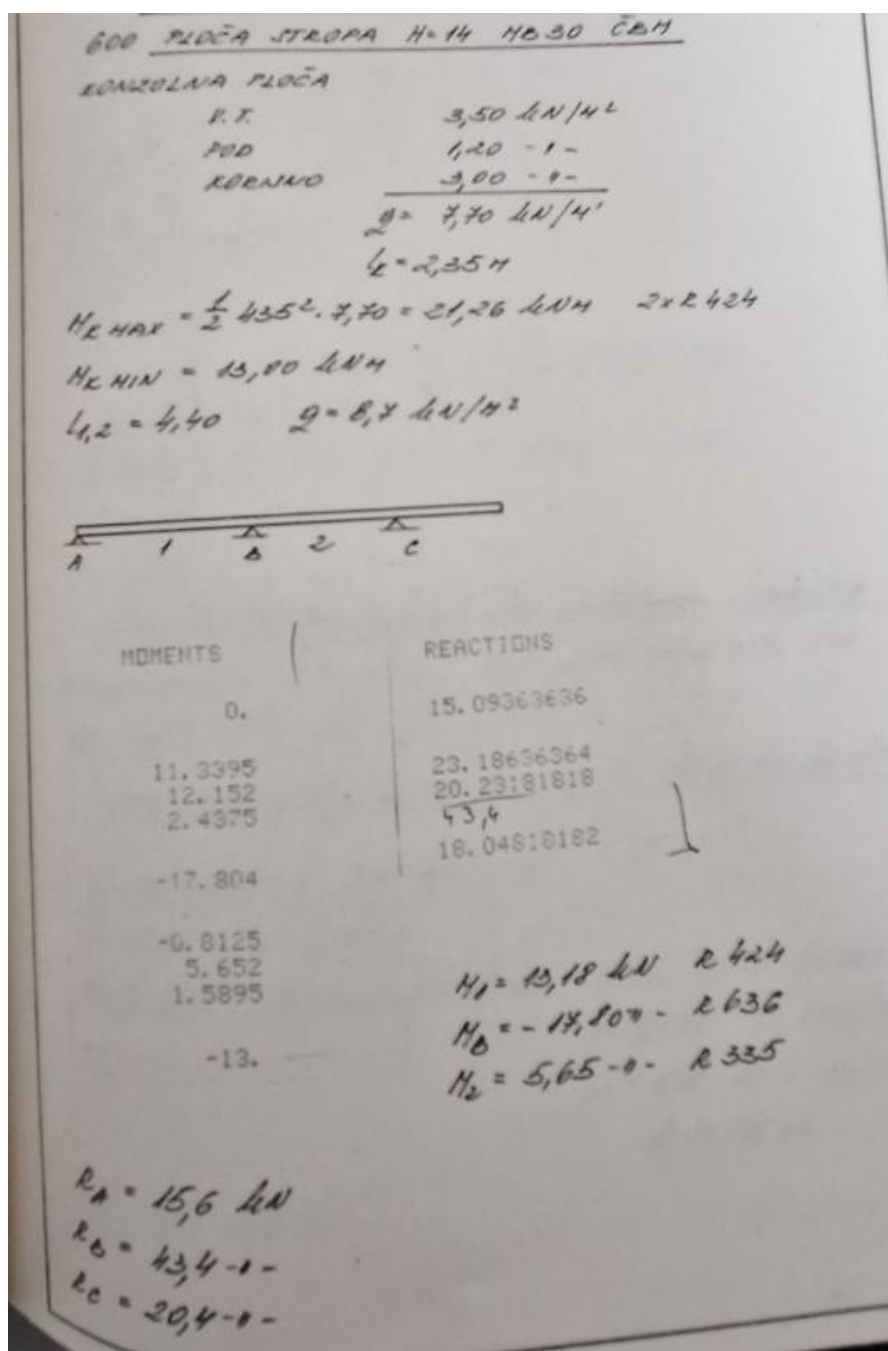 600 PLOČA STROPA H=14 MB30 ČBM
KONZOLNA PLOČA
V.T. 3,50 kN/m²
POD 1,20 -"-
KORISNO 3,00 -"-
g = 7,70 kN/m'
Lk = 2,35 m
MK MAX = 1/2 · 2,35² · 7,70 = 21,26 kNm 2xR424
MK MIN = 13,00 kNm
L1,2 = 4,40 g = 8,7 kN/m²
A 1 B 2 C
MOMENTS REACTIONS
0. 15.09363636
11.3395 23.18636364
12.152 20.23181818
2.4375 43,4
18.04818182
-17.804
-0.8125
5.652
1.5895
-13.
M1 = 13,18 kN R424
MB = -17,80 -"- R636
M2 = 5,65 -"- R335
RA = 15,6 kN
RB = 43,4 -"-
RC = 20,4 -"-